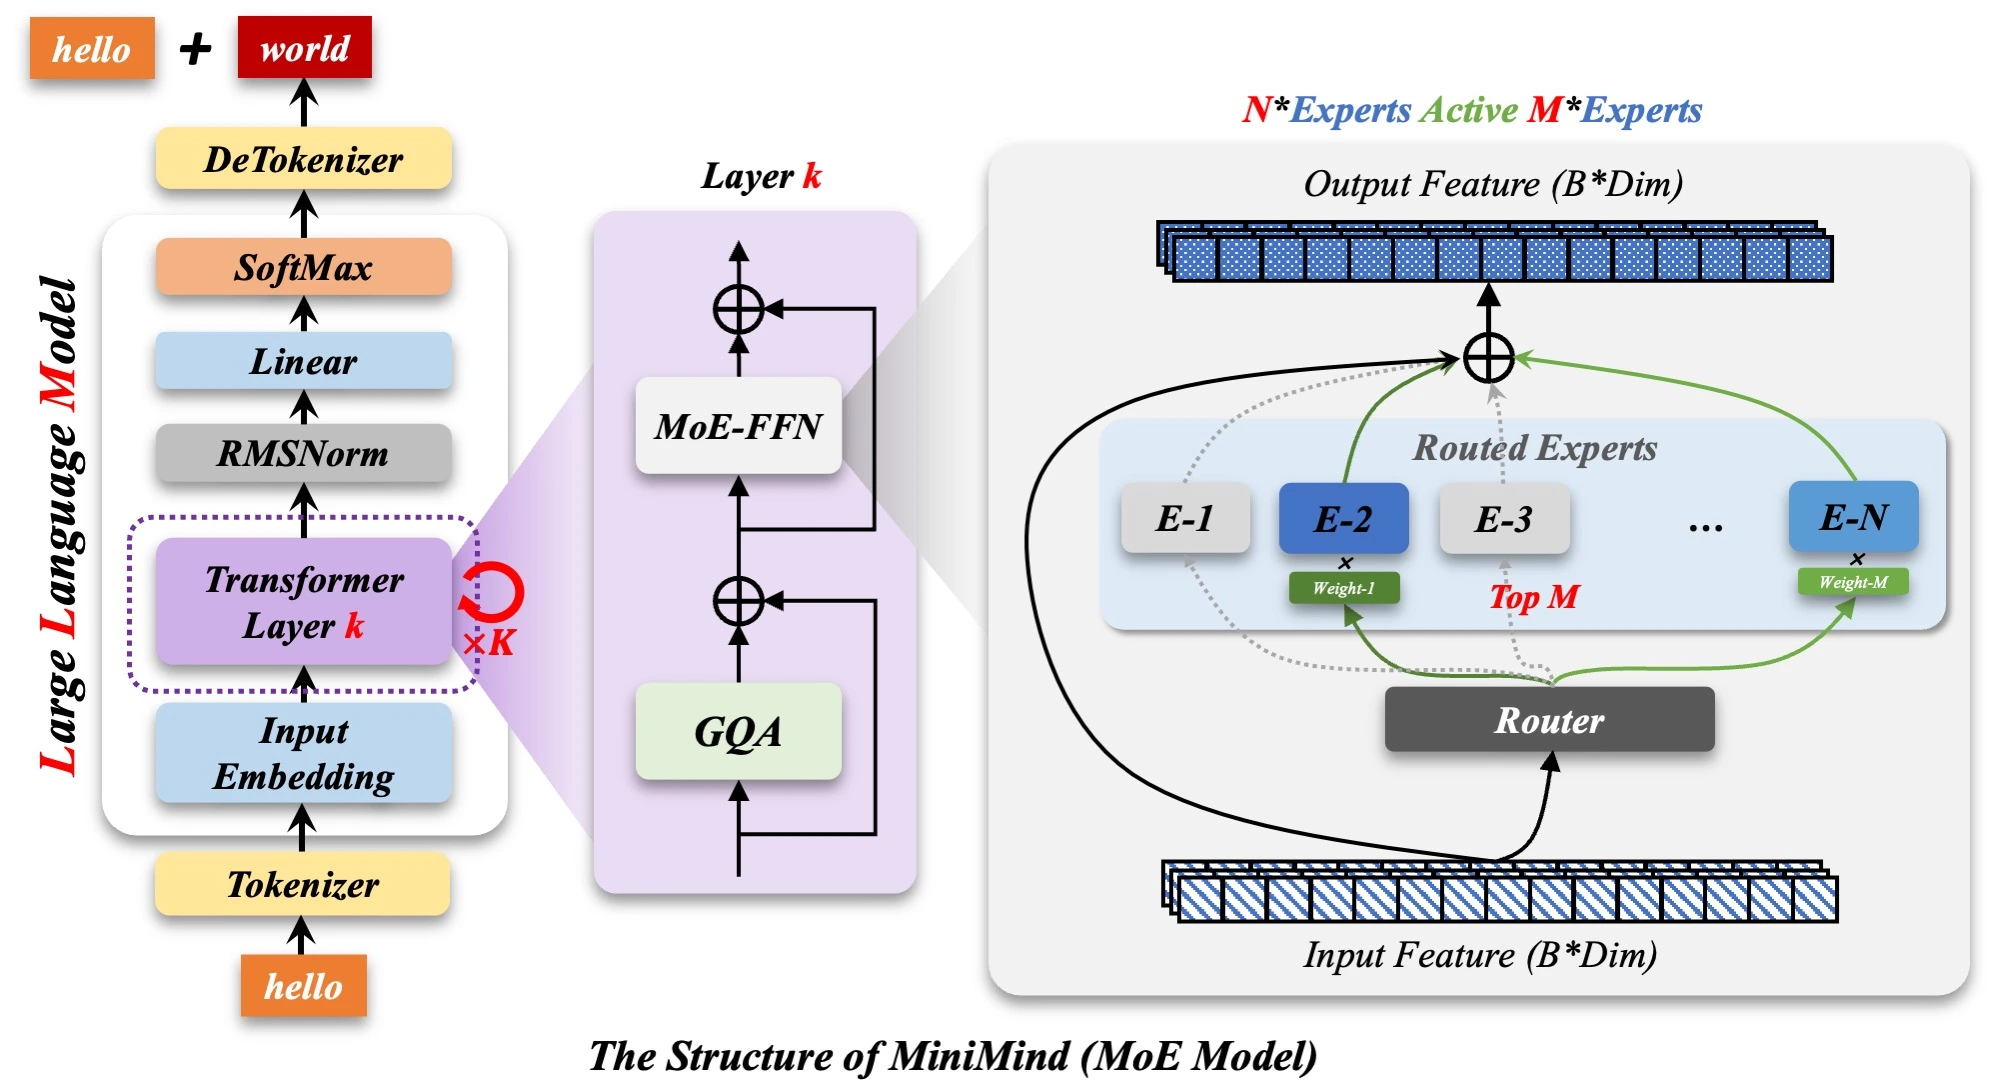 hello + world
DeTokenizer
SoftMax
Linear
RMSNorm
Transformer
Layer k
×K
Input
Embedding
Tokenizer
hello
Large Language Model
Layer k
MoE-FFN
GQA
N*Experts Active M*Experts
Output Feature (B*Dim)
Routed Experts
E-1 E-2 E-3 ... E-N
× ×
Weight-1 Top M Weight-M
Router
Input Feature (B*Dim)
The Structure of MiniMind (MoE Model)